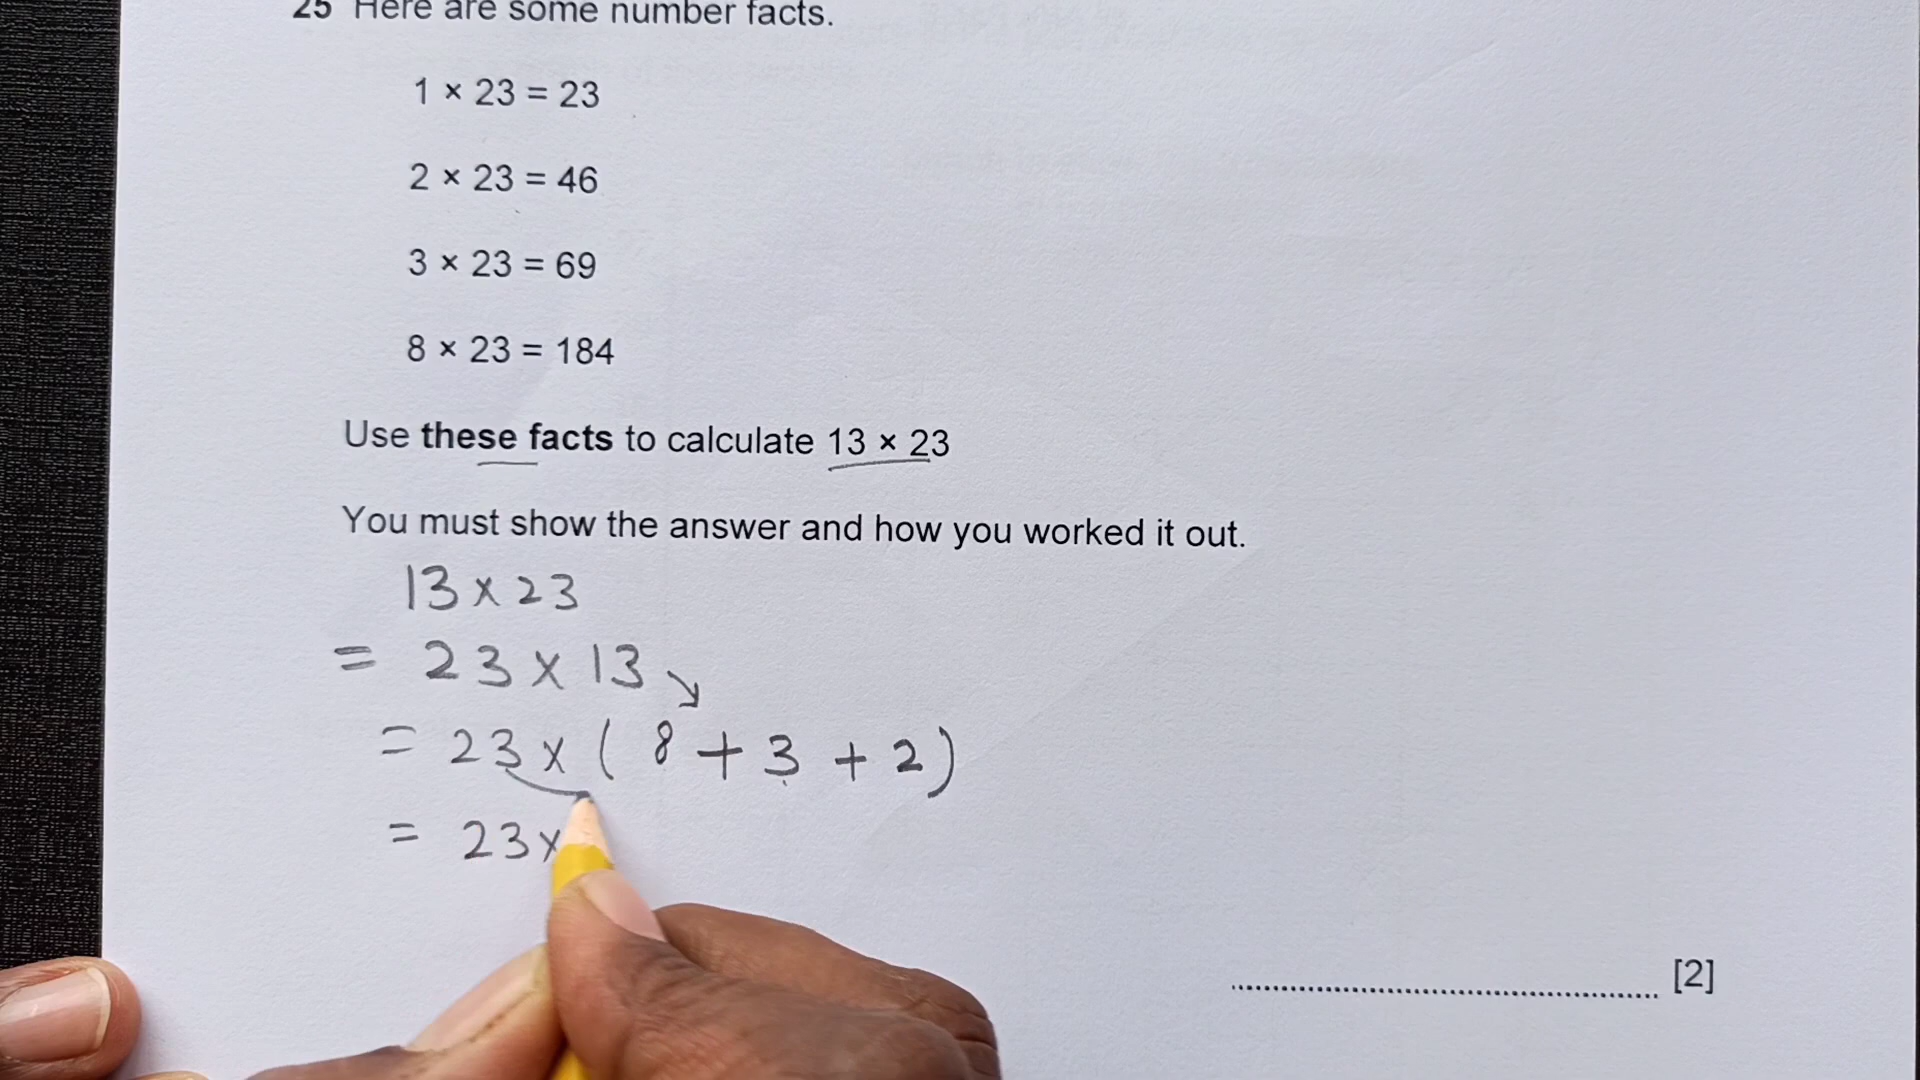 25 Here are some number facts.
1 × 23 = 23
2 × 23 = 46
3 × 23 = 69
8 × 23 = 184
Use these facts to calculate 13 × 23
You must show the answer and how you worked it out.
13 × 23
= 23 × 13
= 23 × ( 8 + 3 + 2 )
= 23 ×
[2]